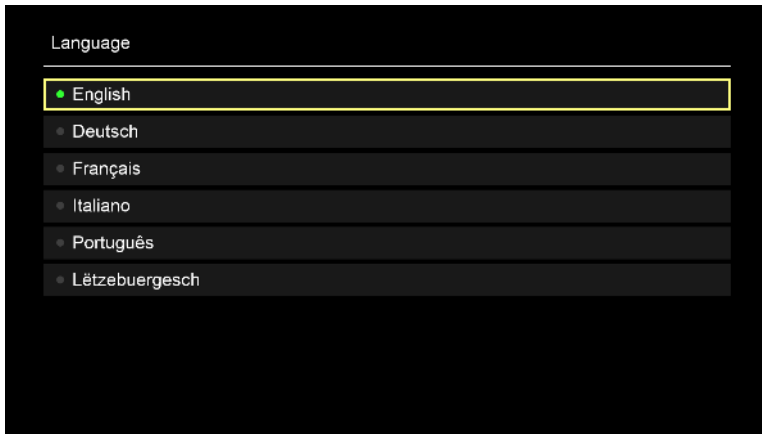 Language
English
Deutsch
Français
Italiano
Português
Lëtzebuergesch